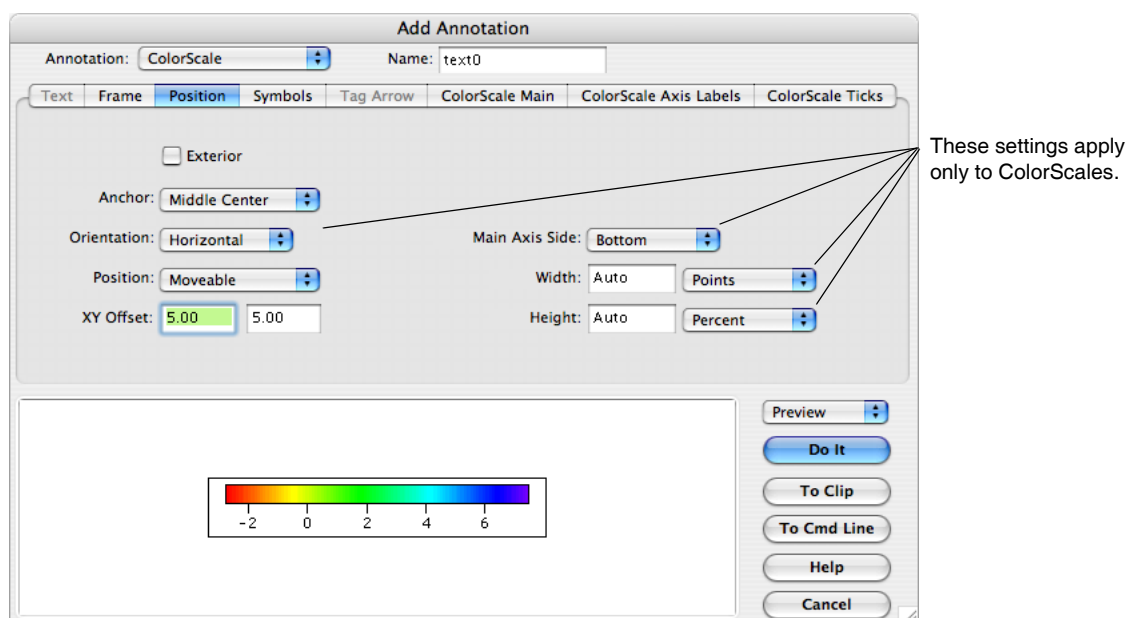 Add Annotation
Annotation: ColorScale Name: text0
Text Frame Position Symbols Tag Arrow ColorScale Main ColorScale Axis Labels ColorScale Ticks
Exterior
Anchor: Middle Center
Orientation: Horizontal Main Axis Side: Bottom
Position: Moveable Width: Auto Points
XY Offset: 5.00 5.00 Height: Auto Percent
These settings apply
only to ColorScales.
Preview
Do It
To Clip
To Cmd Line
Help
Cancel
-2 0 2 4 6